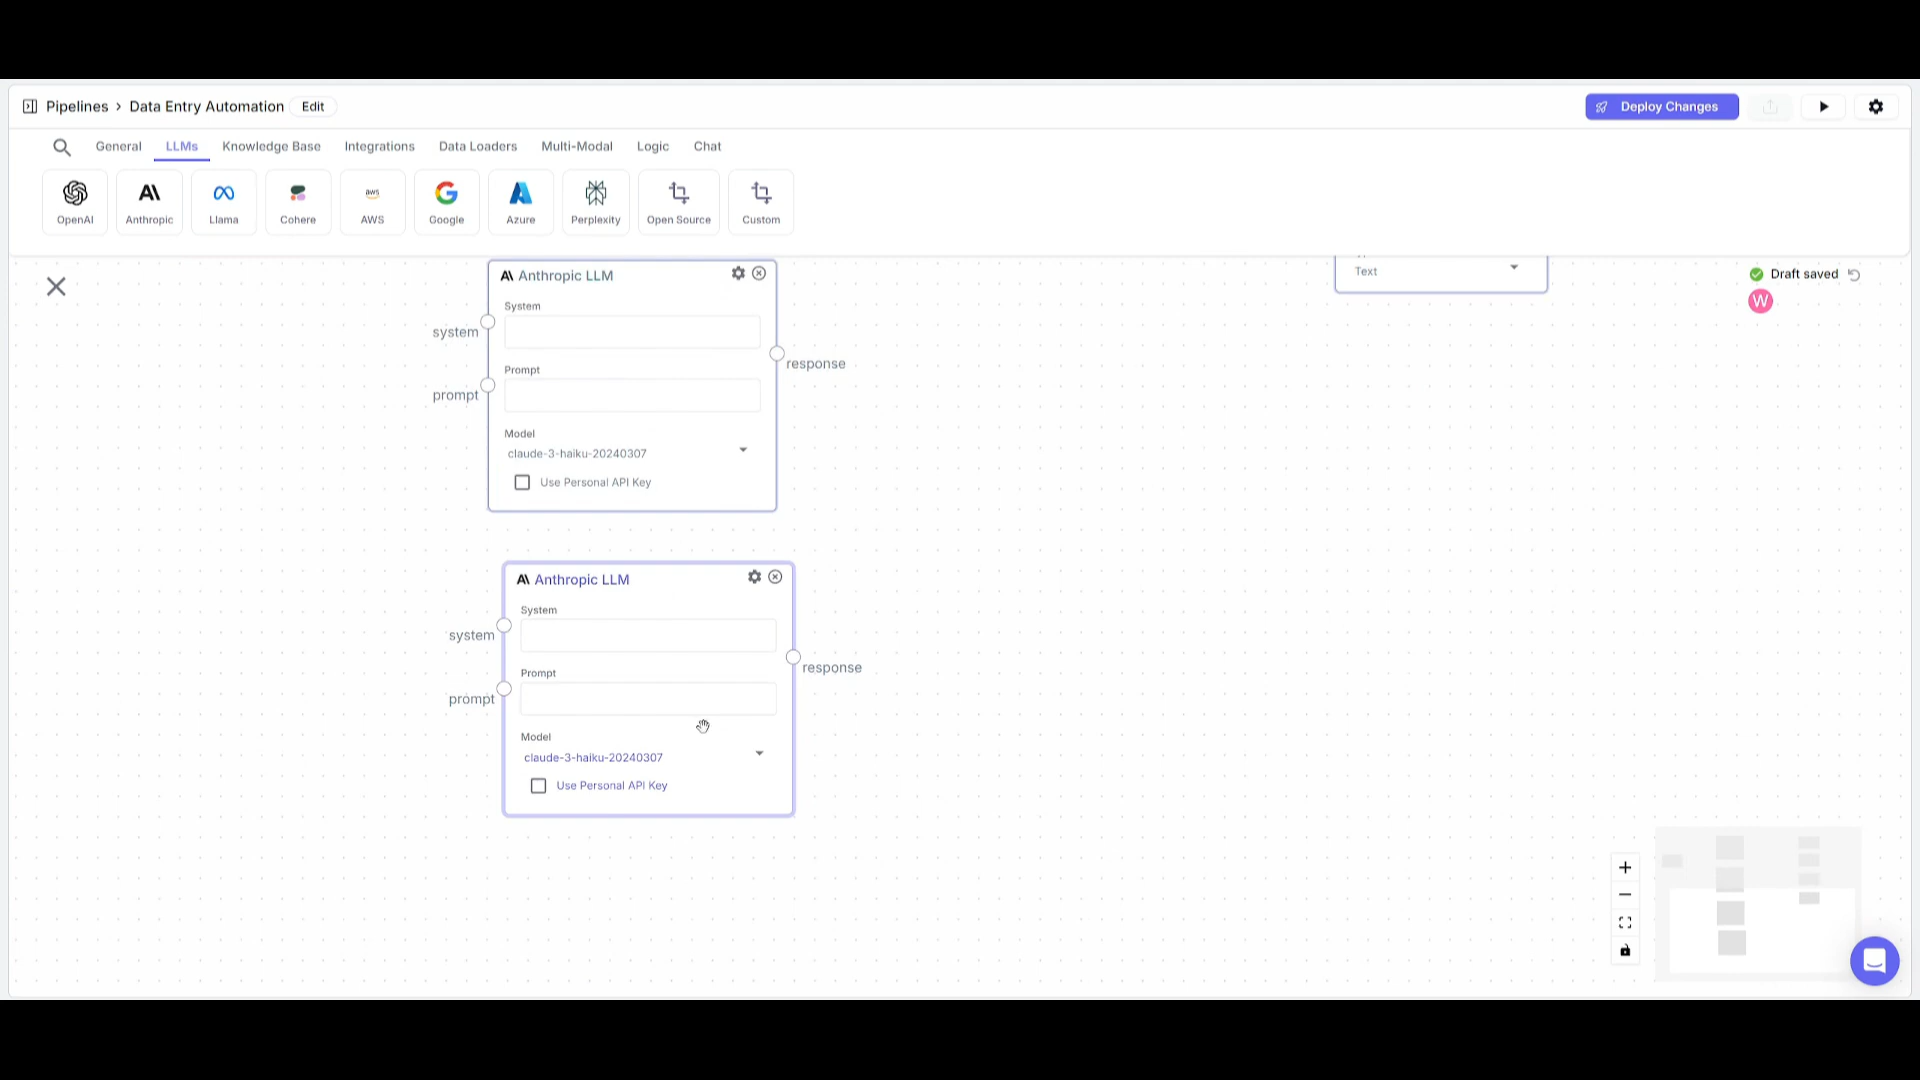 Pipelines > Data Entry Automation Edit
Deploy Changes
General LLMs Knowledge Base Integrations Data Loaders Multi-Modal Logic Chat
aws
OpenAI Anthropic Llama Cohere AWS Google Azure Perplexity Open Source Custom
Text
Draft saved
W
Anthropic LLM
System
system
response
Prompt
prompt
Model
claude-3-haiku-20240307
Use Personal API Key
Anthropic LLM
System
system
response
Prompt
prompt
Model
claude-3-haiku-20240307
Use Personal API Key